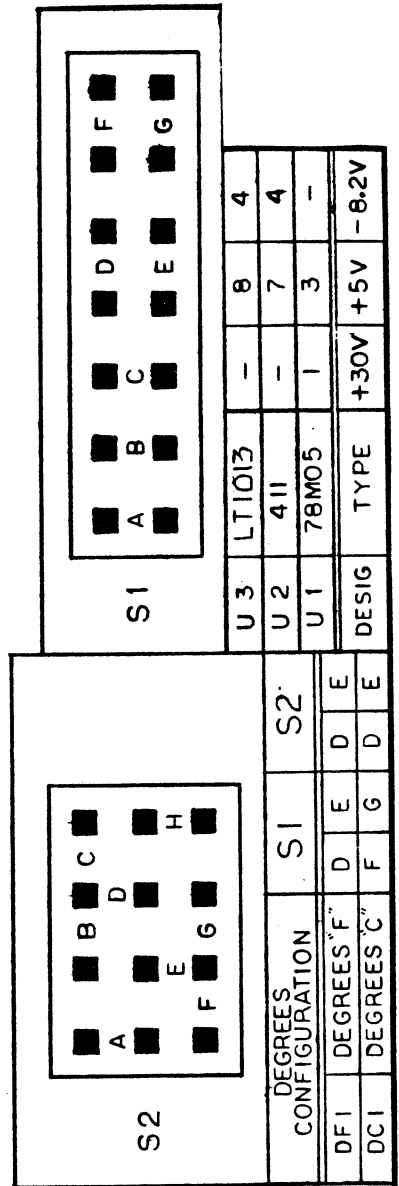 S2
B C
A D
E H
F G
S1
D F
A B C
E G
DEGREES CONFIGURATION S1 S2
DF1 DEGREES "F" D E D E
DC1 DEGREES "C" F G D E
U3 LT1013 - 8 4
U2 411 - 7 4
U1 78M05 1 3 -
DESIG TYPE +30V +5V -8.2V